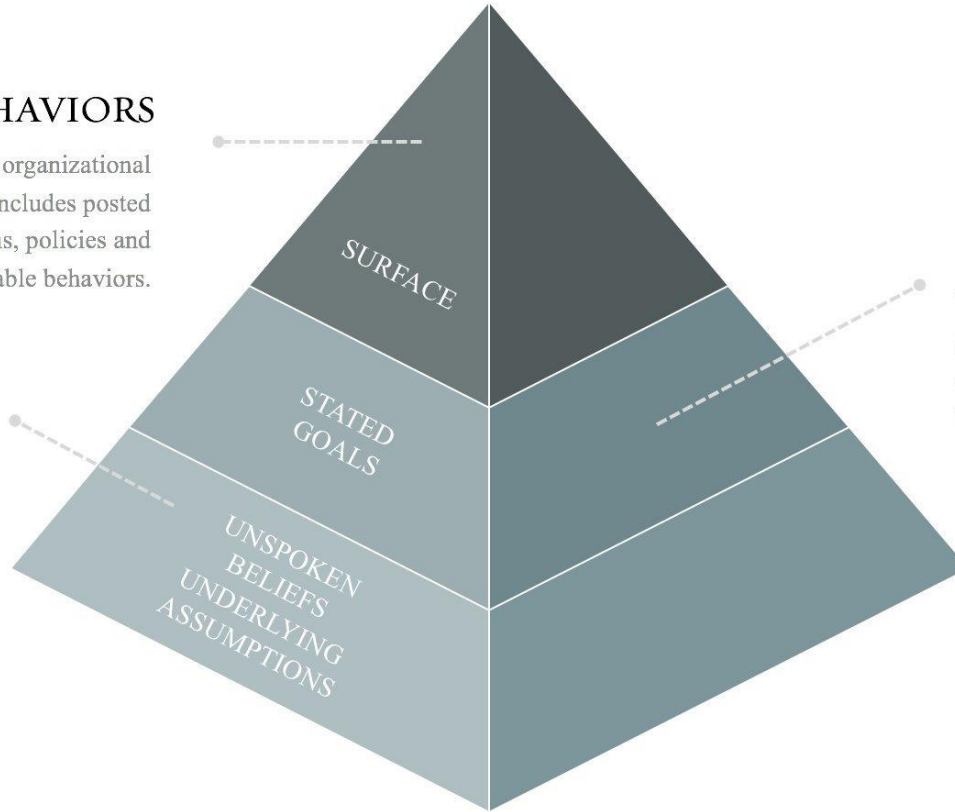 HAVIORS
organizational
ncludes posted
s, policies and
able behaviors.
SURFACE
STATED
GOALS
UNSPOKEN
BELIEFS
UNDERLYING
ASSUMPTIONS